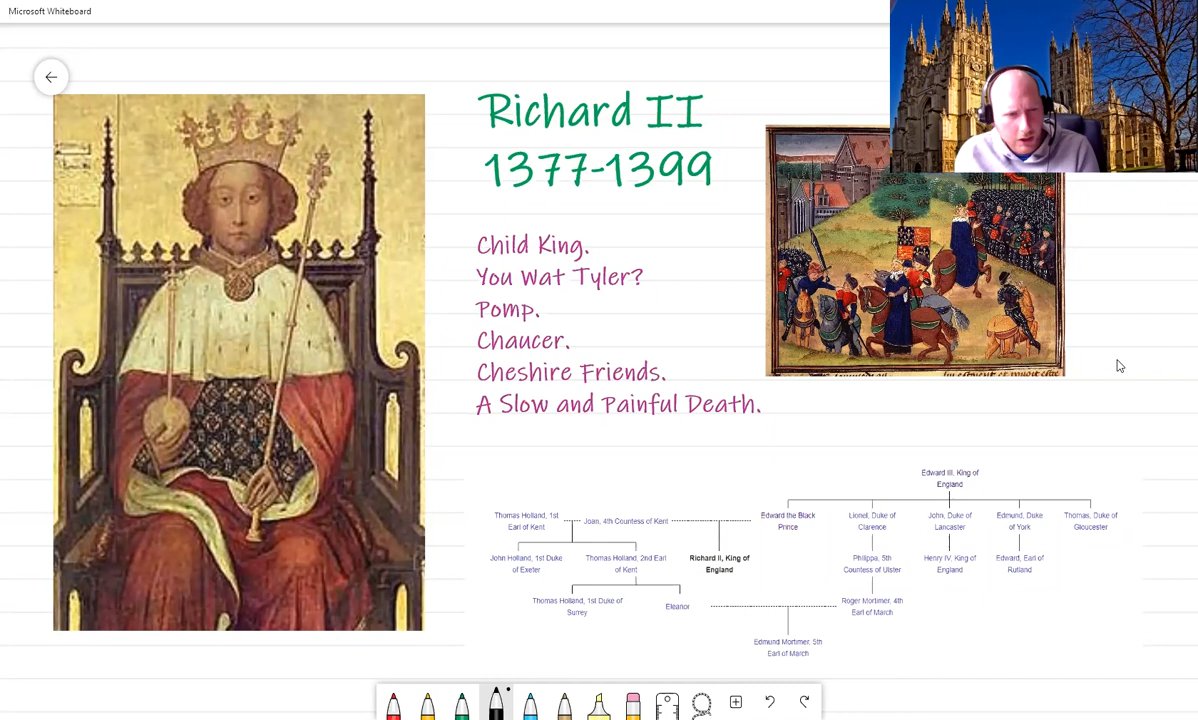 Microsoft Whiteboard
Richard II
1377-1399
Child King.
You Wat Tyler?
Pomp.
Chaucer.
Cheshire Friends.
A Slow and Painful Death.
Edward III, King of
England
Thomas Holland, 1st
Earl of Kent
Joan, 4th Countess of Kent
Edward the Black
Prince
Lionel, Duke of
Clarence
John, Duke of
Lancaster
Edmund, Duke
of York
Thomas, Duke of
Gloucester
John Holland, 1st Duke
of Exeter
Thomas Holland, 2nd Earl
of Kent
Richard II, King of
England
Philippa, 5th
Countess of Ulster
Henry IV, King of
England
Edward, Earl of
Rutland
Thomas Holland, 1st Duke of
Surrey
Eleanor
Roger Mortimer, 4th
Earl of March
Edmund Mortimer, 5th
Earl of March